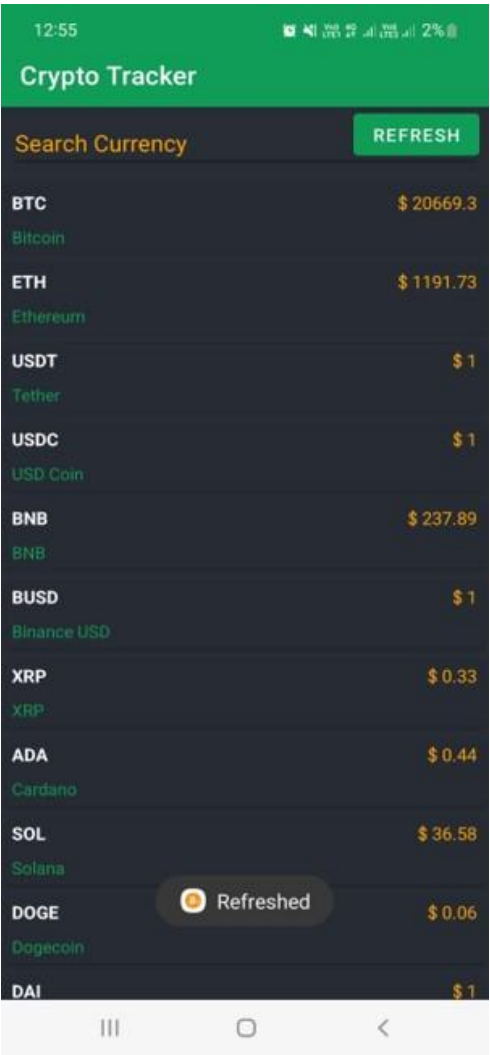 12:55 2%
Crypto Tracker
Search Currency REFRESH
BTC $ 20669.3
Bitcoin
ETH $ 1191.73
Ethereum
USDT $ 1
Tether
USDC $ 1
USD Coin
BNB $ 237.89
BNB
BUSD $ 1
Binance USD
XRP $ 0.33
XRP
ADA $ 0.44
Cardano
SOL $ 36.58
Solana
Refreshed
DOGE $ 0.06
Dogecoin
DAI $ 1